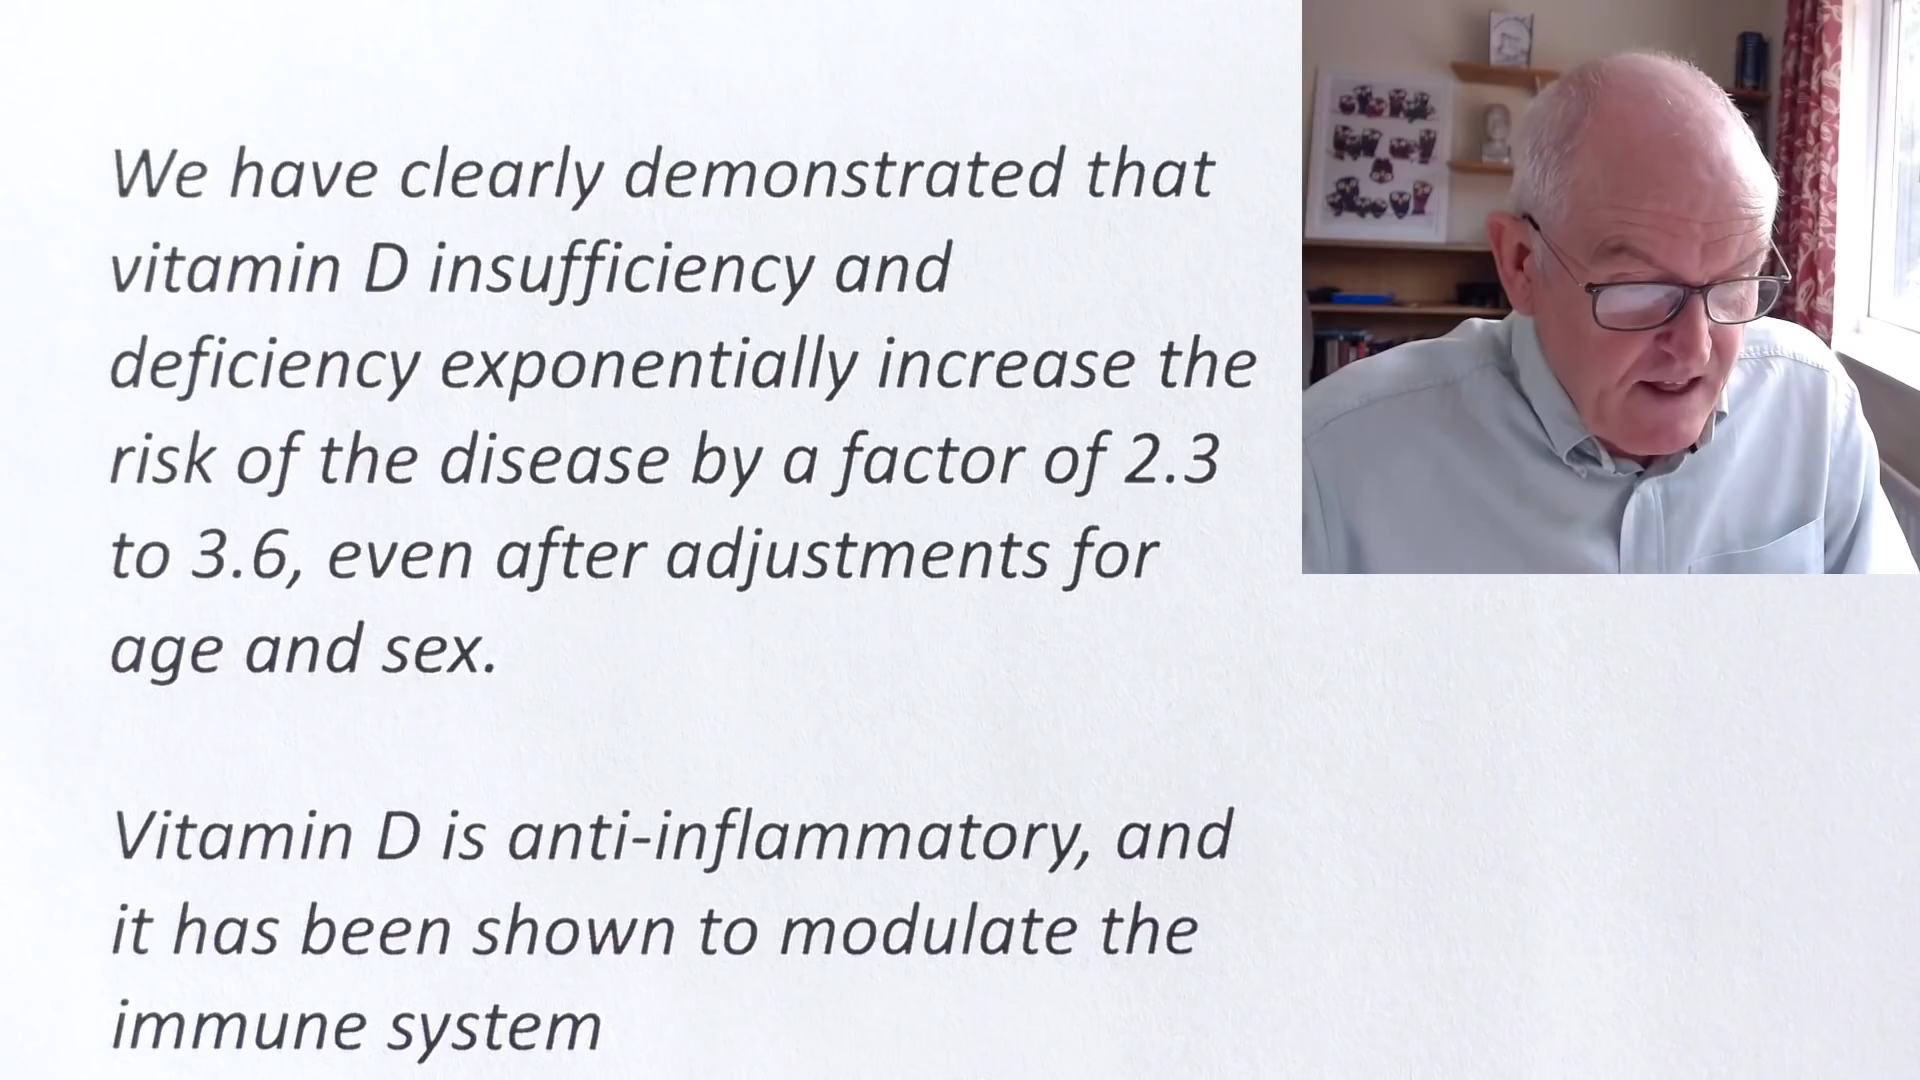 We have clearly demonstrated that
vitamin D insufficiency and
deficiency exponentially increase the
risk of the disease by a factor of 2.3
to 3.6, even after adjustments for
age and sex.
Vitamin D is anti-inflammatory, and
it has been shown to modulate the
immune system